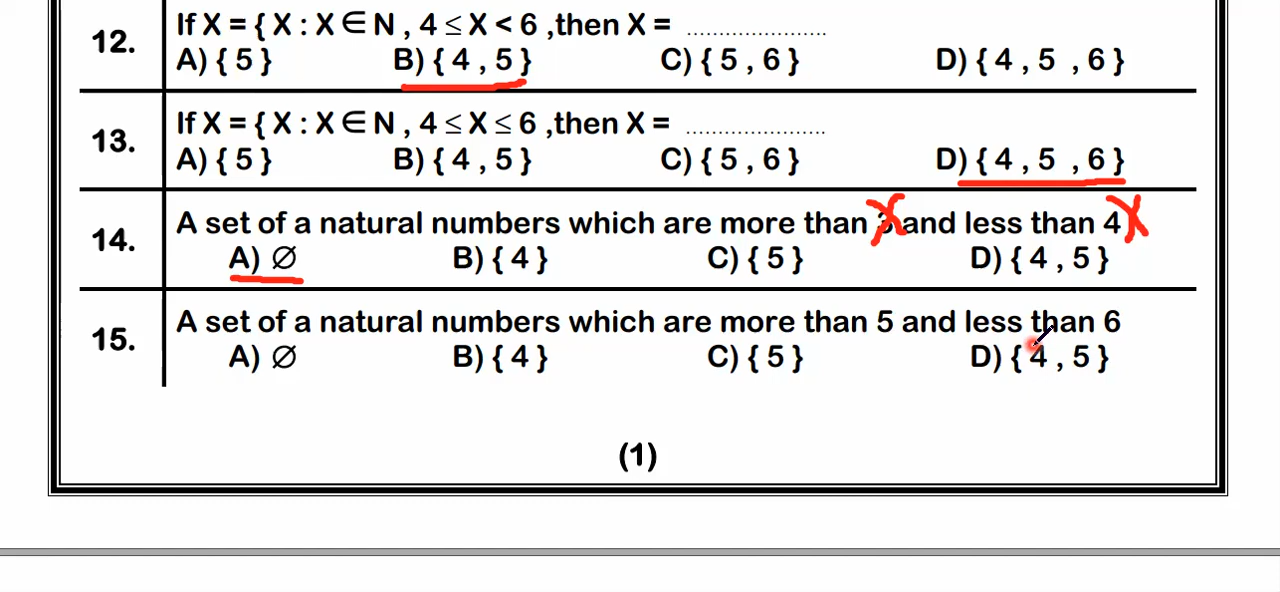 12.
If X = { X : X ∈ N , 4 ≤ X < 6 ,then X = ......................
A) { 5 } B) { 4 , 5 } C) { 5 , 6 } D) { 4 , 5 , 6 }
13.
If X = { X : X ∈ N , 4 ≤ X ≤ 6 ,then X = ......................
A) { 5 } B) { 4 , 5 } C) { 5 , 6 } D) { 4 , 5 , 6 }
14.
A set of a natural numbers which are more than 3 and less than 4
A) ∅ B) { 4 } C) { 5 } D) { 4 , 5 }
15.
A set of a natural numbers which are more than 5 and less than 6
A) ∅ B) { 4 } C) { 5 } D) { 4 , 5 }
(1)